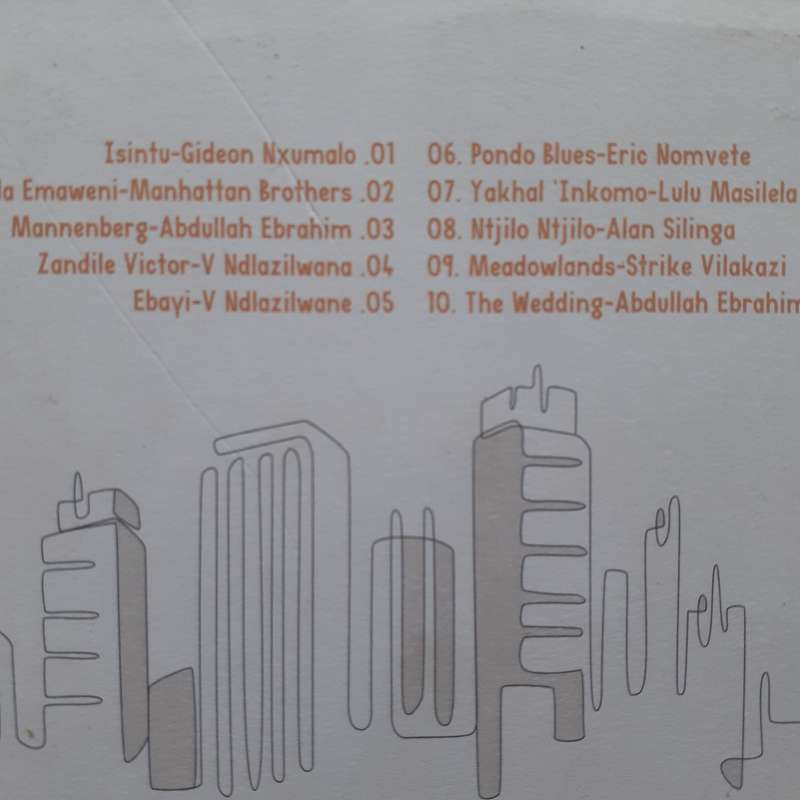 Isintu-Gideon Nxumalo .01
Emaweni-Manhattan Brothers .02
Mannenberg-Abdullah Ebrahim .03
Zandile Victor-V Ndlazilwana .04
Ebayi-V Ndlazilwane .05
06. Pondo Blues-Eric Nomvete
07. Yakhal 'Inkomo-Lulu Masilela
08. Ntjilo Ntjilo-Alan Silinga
09. Meadowlands-Strike Vilakazi
10. The Wedding-Abdullah Ebrahim